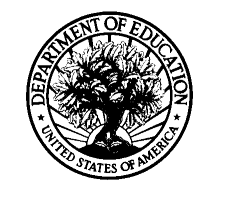 DEPARTMENT OF EDUCATION
UNITED STATES OF AMERICA